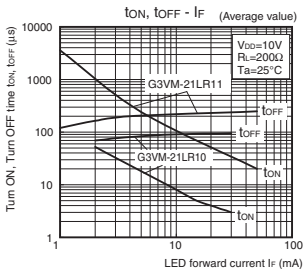 tON, tOFF - IF (Average value)
Turn ON, Turn OFF time tON, tOFF (μs)
10000
1000
100
10
1
VDD=10V
RL=200Ω
Ta=25°C
G3VM-21LR11
tOFF
tOFF
G3VM-21LR10
tON
tON
1 10 100
LED forward current IF (mA)